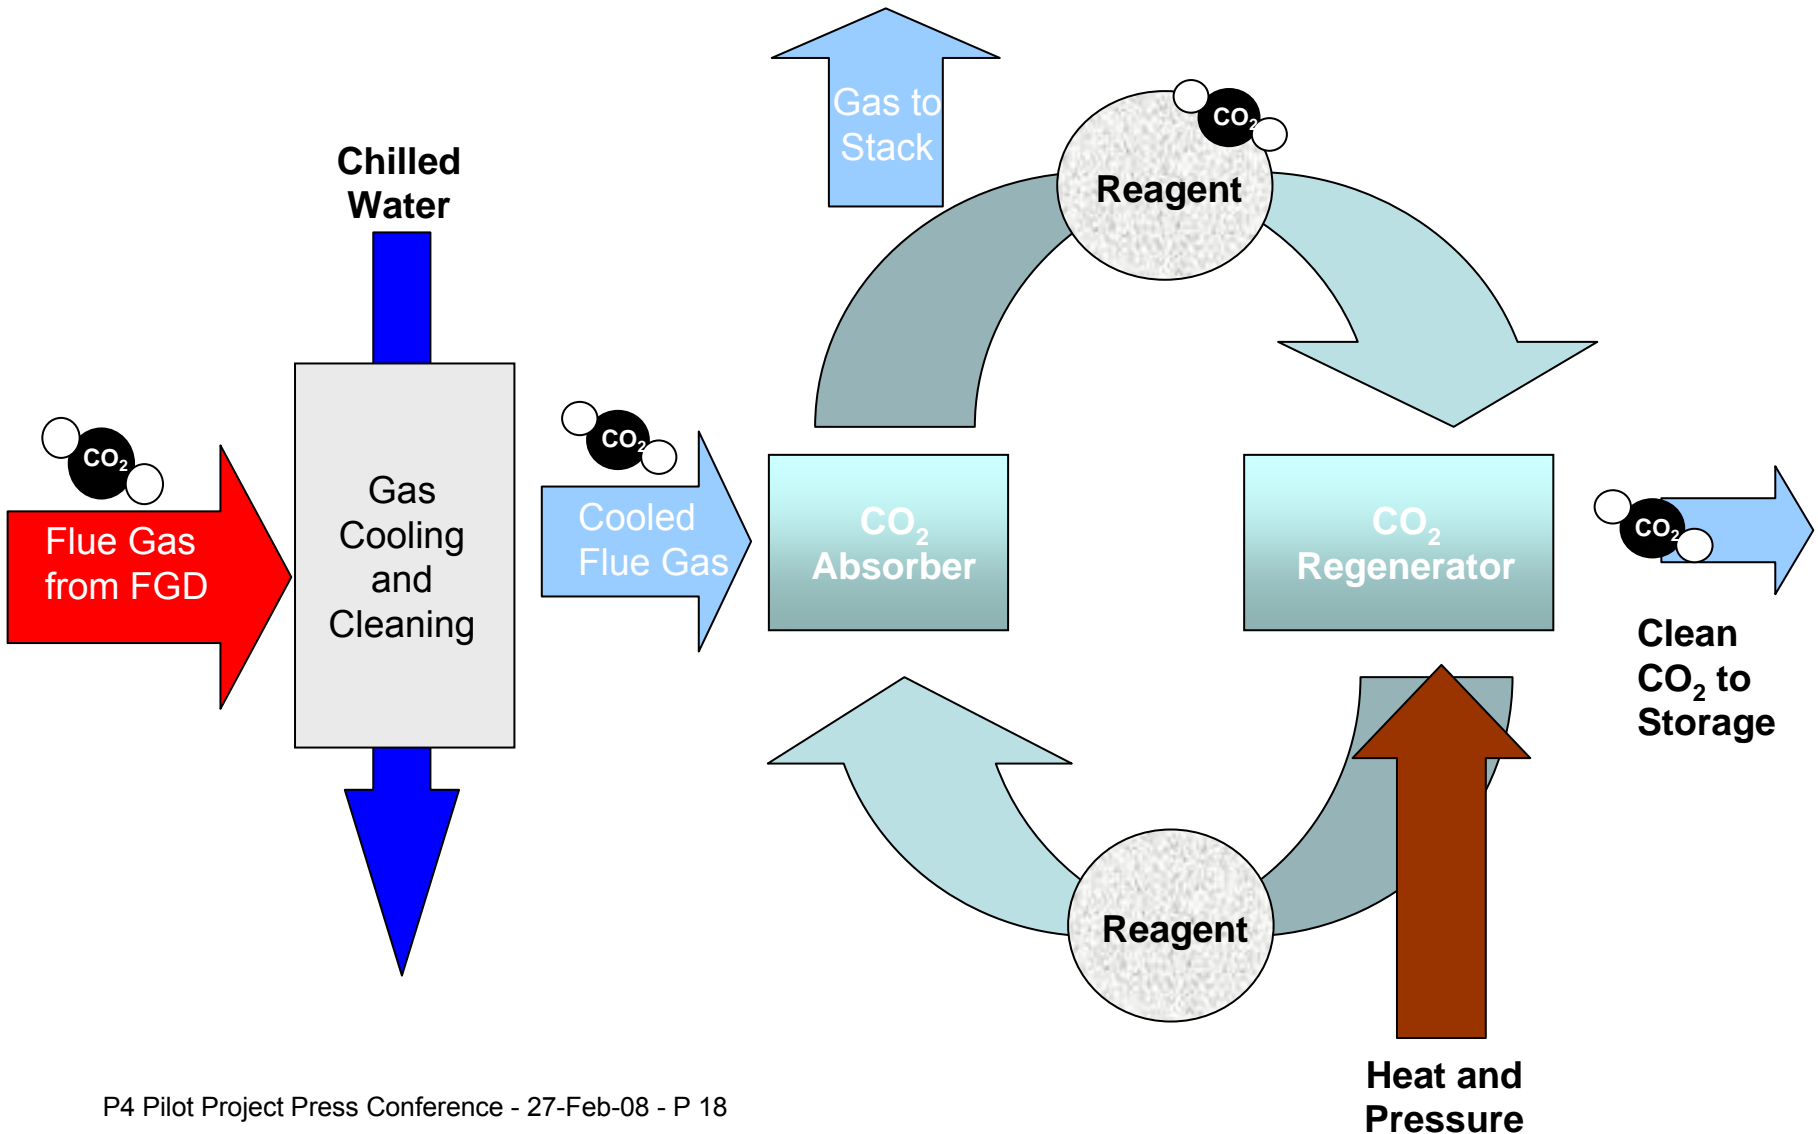 Gas to
Stack
CO2
Reagent
Chilled
Water
CO2
Flue Gas
from FGD
Gas
Cooling
and
Cleaning
CO2
Cooled
Flue Gas
CO2
Absorber
CO2
Regenerator
CO2
Clean
CO2 to
Storage
Reagent
Heat and
Pressure
P4 Pilot Project Press Conference - 27-Feb-08 - P 18